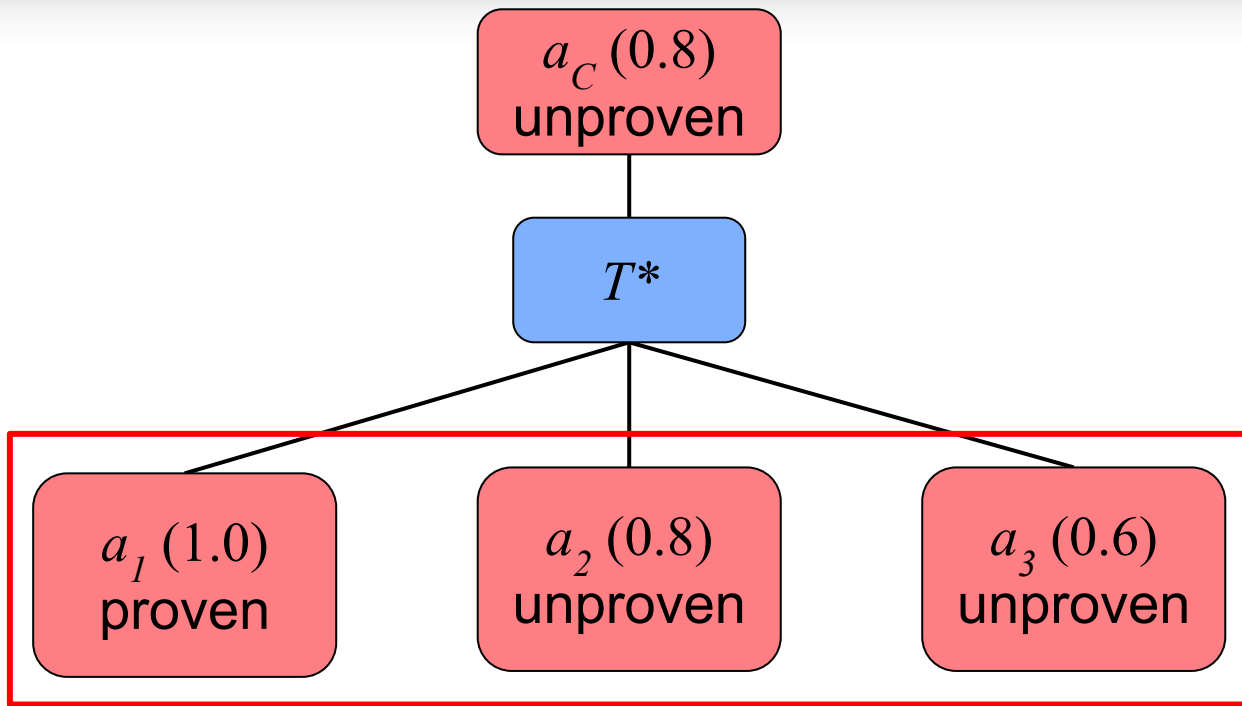 a_C (0.8)
unproven
T*
a_1 (1.0)
proven
a_2 (0.8)
unproven
a_3 (0.6)
unproven